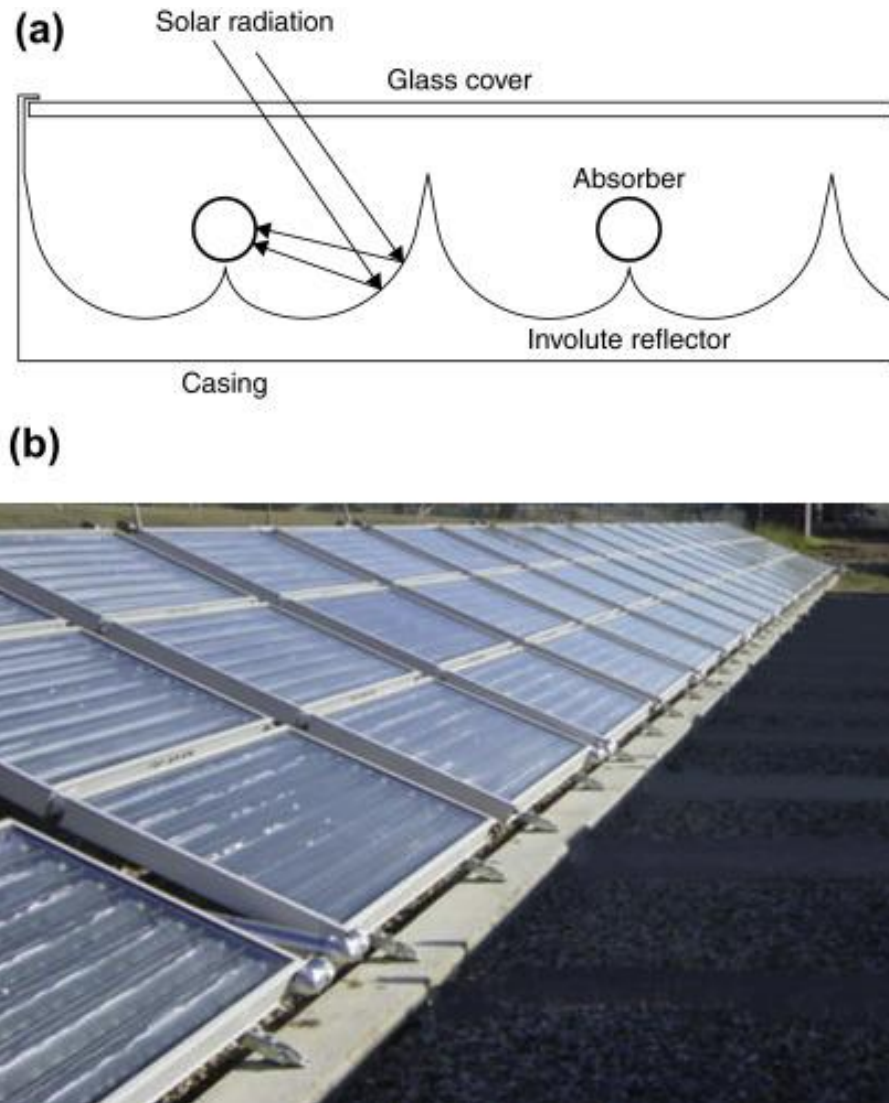 (a)
Solar radiation
Glass cover
Absorber
Involute reflector
Casing
(b)